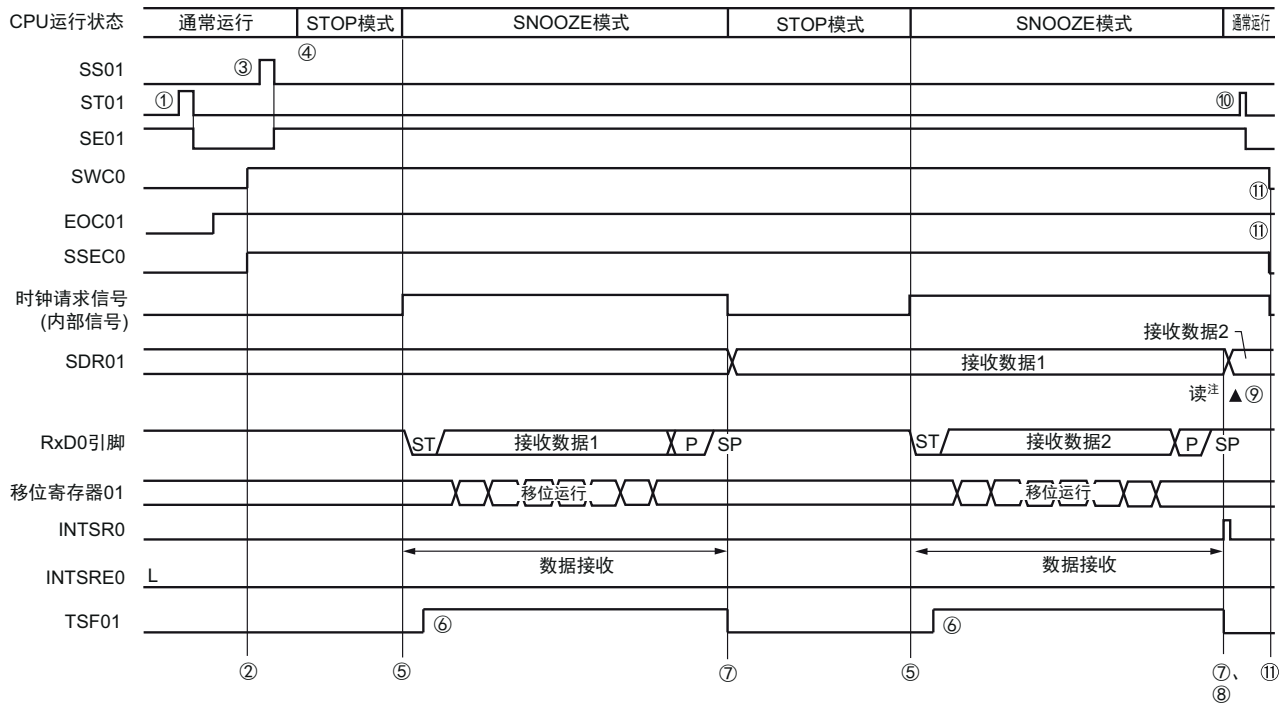 CPU运行状态 通常运行 STOP模式 SNOOZE模式 STOP模式 SNOOZE模式 通常运行
④
SS01 ③
ST01 ① ⑩
SE01
SWC0 ⑪
EOC01
SSEC0 ⑪
时钟请求信号
(内部信号)
接收数据2
SDR01 接收数据1
读注 ▲⑨
RxD0引脚 ST 接收数据1 P SP ST 接收数据2 P SP
移位寄存器01 移位运行 移位运行
INTSR0
数据接收 数据接收
INTSRE0 L
TSF01 ⑥ ⑥
② ⑤ ⑦ ⑤ ⑦、 ⑪
⑧